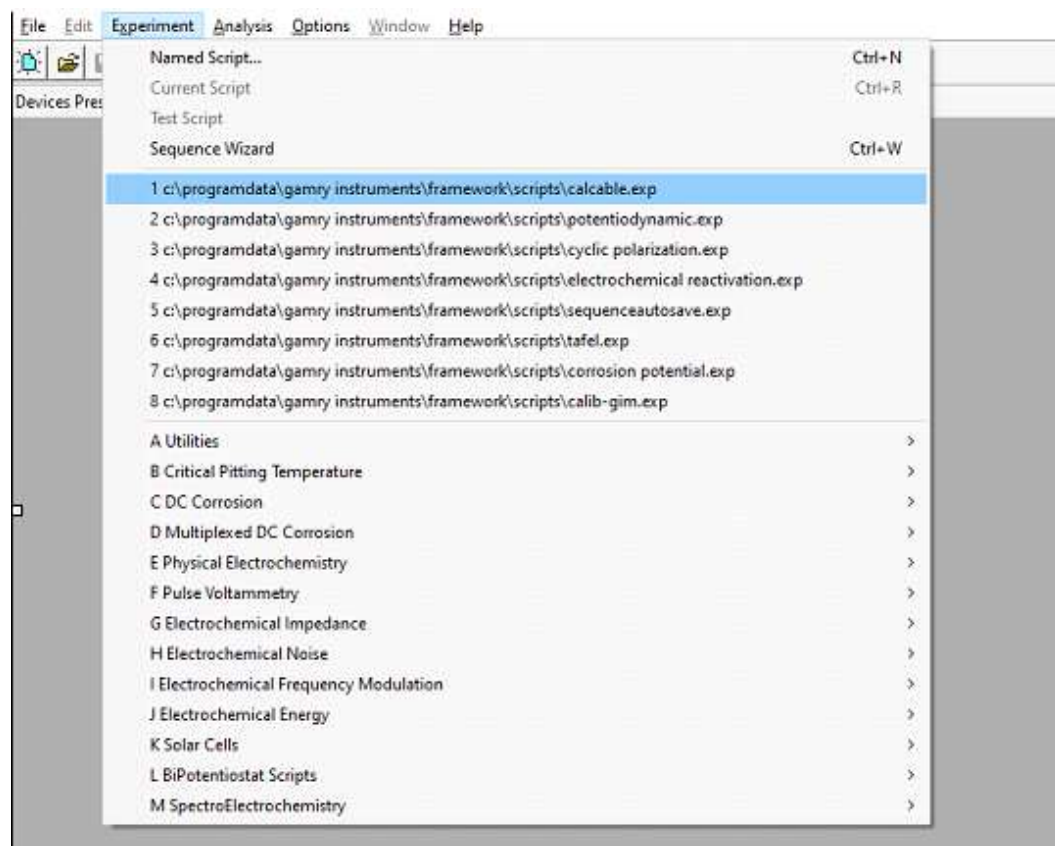 File Edit Experiment Analysis Options Window Help
Named Script... Ctrl+N
Devices Pres Current Script Ctrl+R
Test Script
Sequence Wizard Ctrl+W
1 c:\programdata\gamry instruments\framework\scripts\calcable.exp
2 c:\programdata\gamry instruments\framework\scripts\potentiodynamic.exp
3 c:\programdata\gamry instruments\framework\scripts\cyclic polarization.exp
4 c:\programdata\gamry instruments\framework\scripts\electrochemical reactivation.exp
5 c:\programdata\gamry instruments\framework\scripts\sequenceautosave.exp
6 c:\programdata\gamry instruments\framework\scripts\tafel.exp
7 c:\programdata\gamry instruments\framework\scripts\corrosion potential.exp
8 c:\programdata\gamry instruments\framework\scripts\calib-gim.exp
A Utilities
B Critical Pitting Temperature
C DC Corrosion
D Multiplexed DC Corrosion
E Physical Electrochemistry
F Pulse Voltammetry
G Electrochemical Impedance
H Electrochemical Noise
I Electrochemical Frequency Modulation
J Electrochemical Energy
K Solar Cells
L BiPotentiostat Scripts
M SpectroElectrochemistry